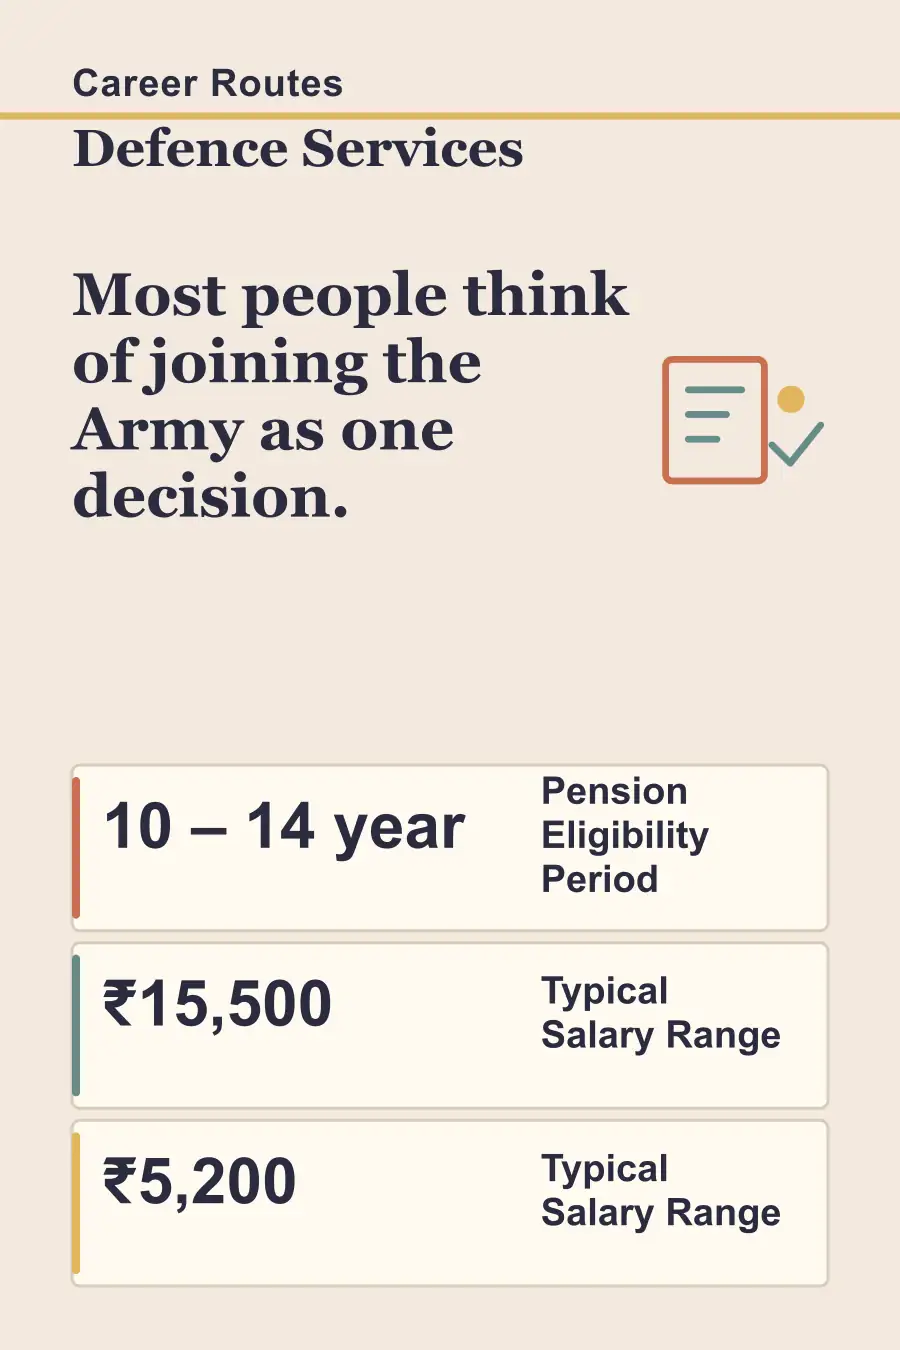 Career Routes
Defence Services
Most people think
of joining the
Army as one
decision.
10 – 14 year
Pension
Eligibility
Period
₹15,500
Typical
Salary Range
₹5,200
Typical
Salary Range